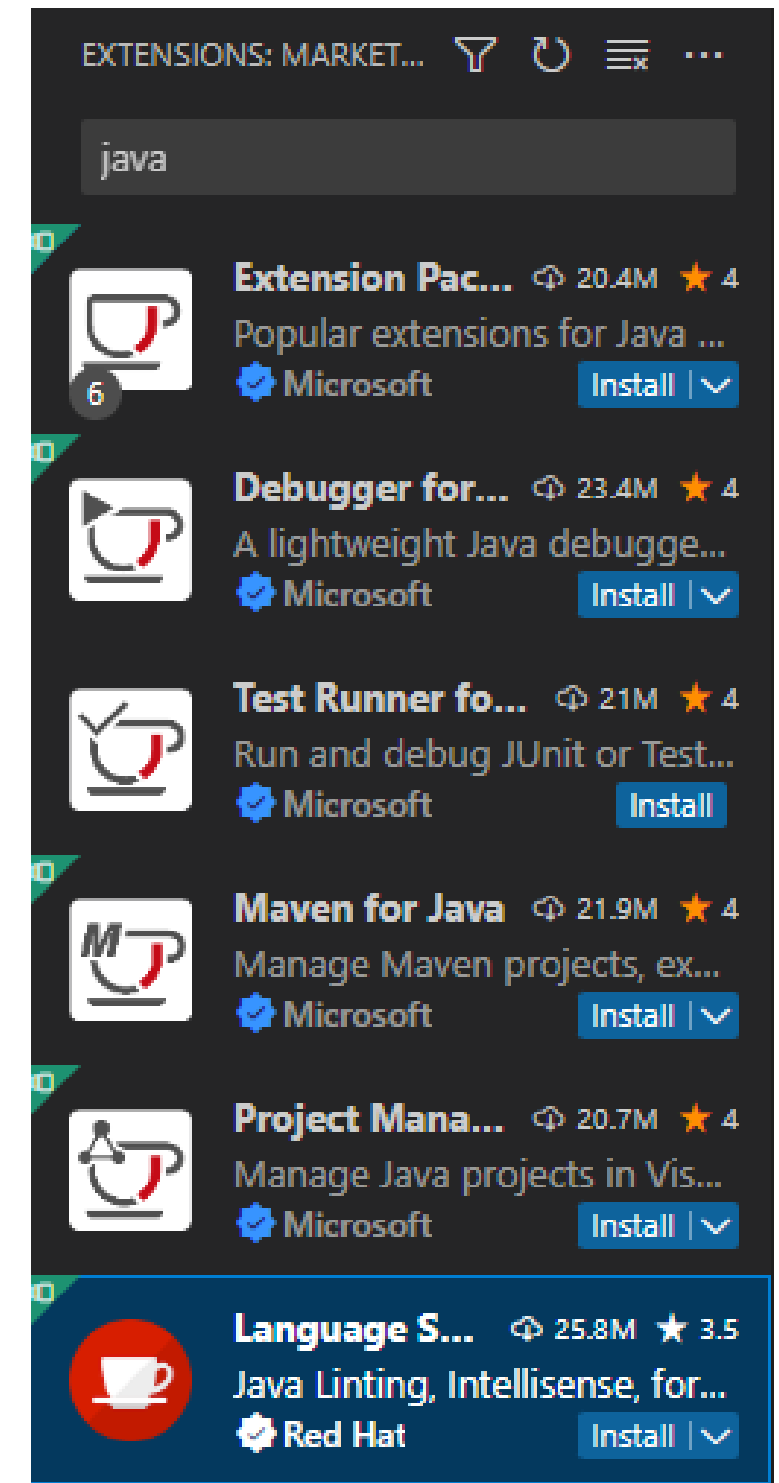 EXTENSIONS: MARKET...
java
Extension Pac... 20.4M 4
Popular extensions for Java ...
6 Microsoft Install
Debugger for... 23.4M 4
A lightweight Java debugge...
Microsoft Install
Test Runner fo... 21M 4
Run and debug JUnit or Test...
Microsoft Install
M
Maven for Java 21.9M 4
Manage Maven projects, ex...
Microsoft Install
Project Mana... 20.7M 4
Manage Java projects in Vis...
Microsoft Install
Language S... 25.8M 3.5
Java Linting, Intellisense, for...
Red Hat Install